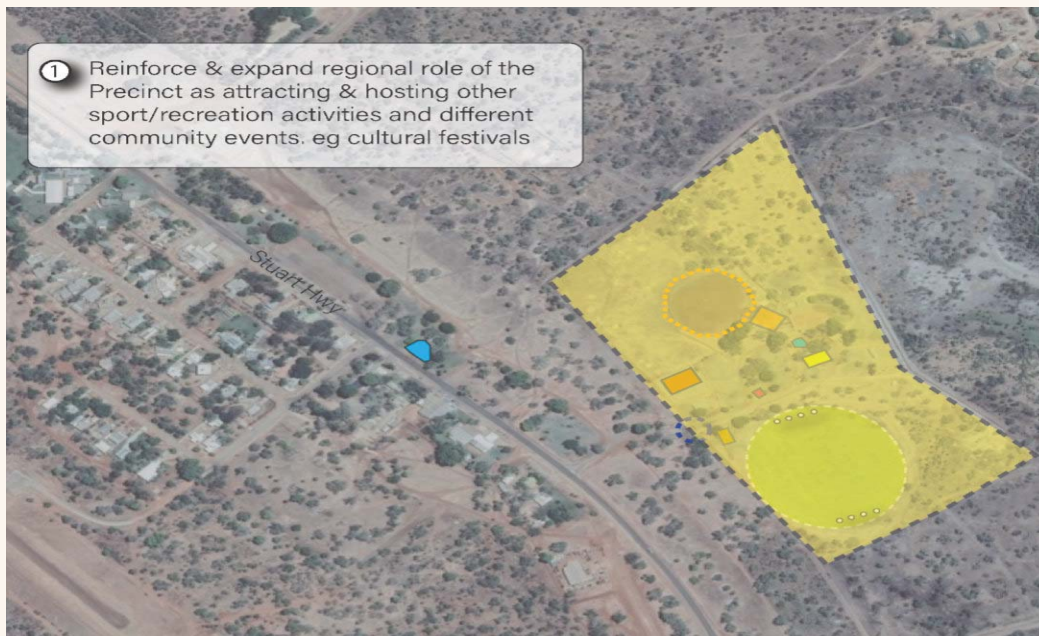 1 Reinforce & expand regional role of the
Precinct as attracting & hosting other
sport/recreation activities and different
community events. eg cultural festivals
Stuart Hwy